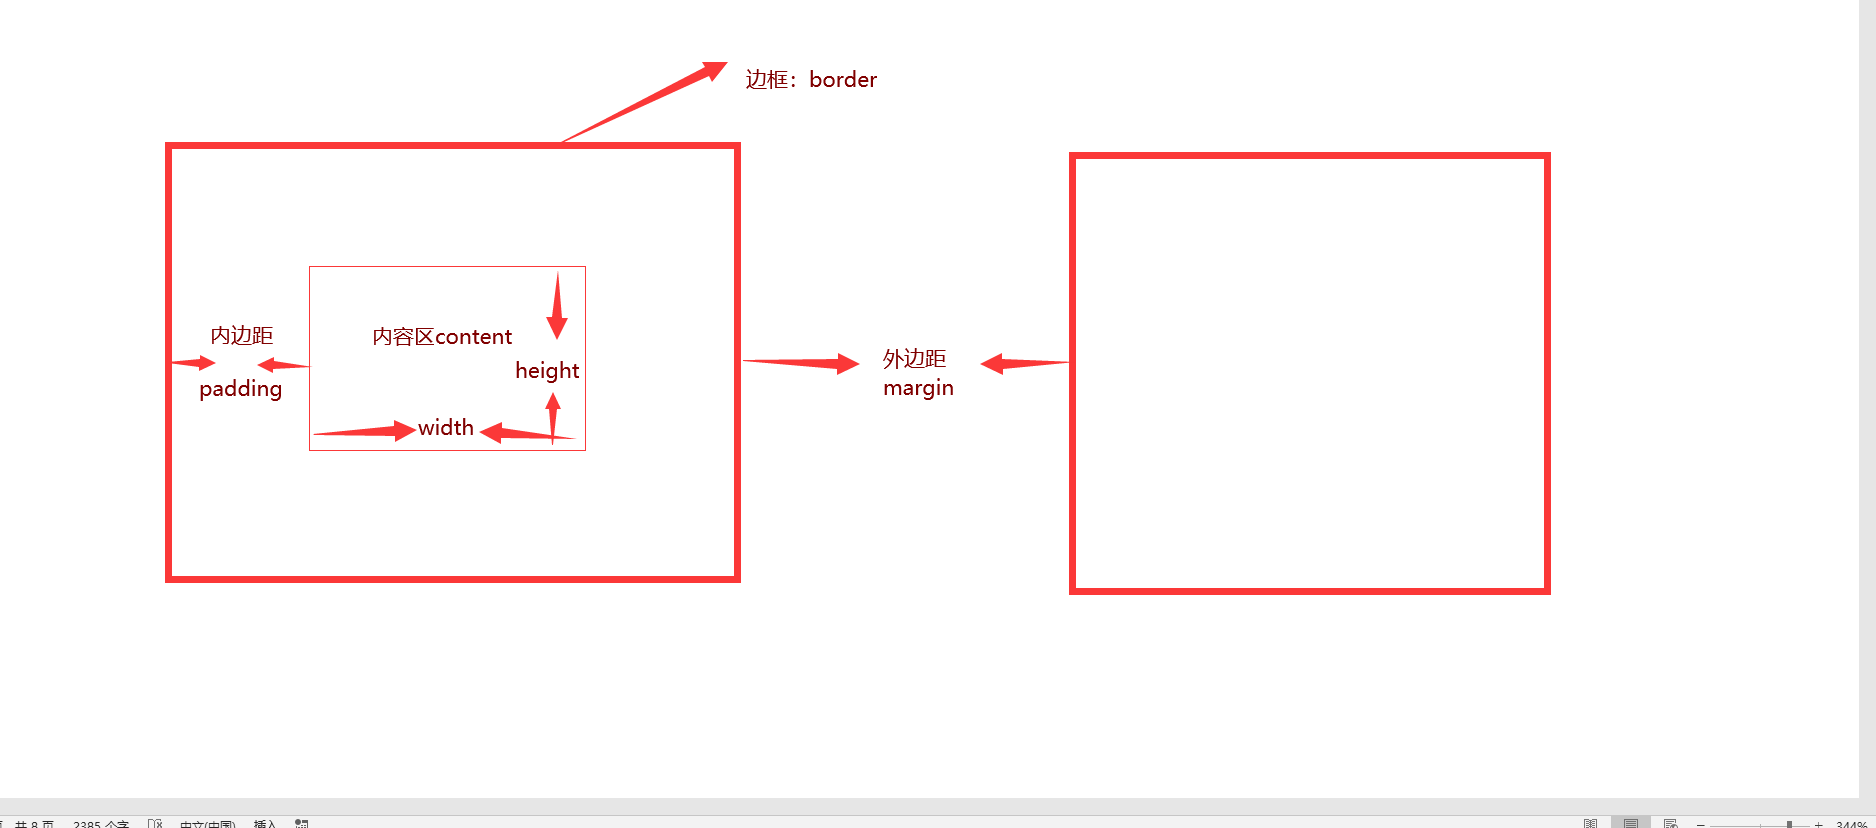 边框：border
内边距
padding
内容区content
height
width
外边距
margin
共 8 页 2385 个字 中文(中国) 插入 344%